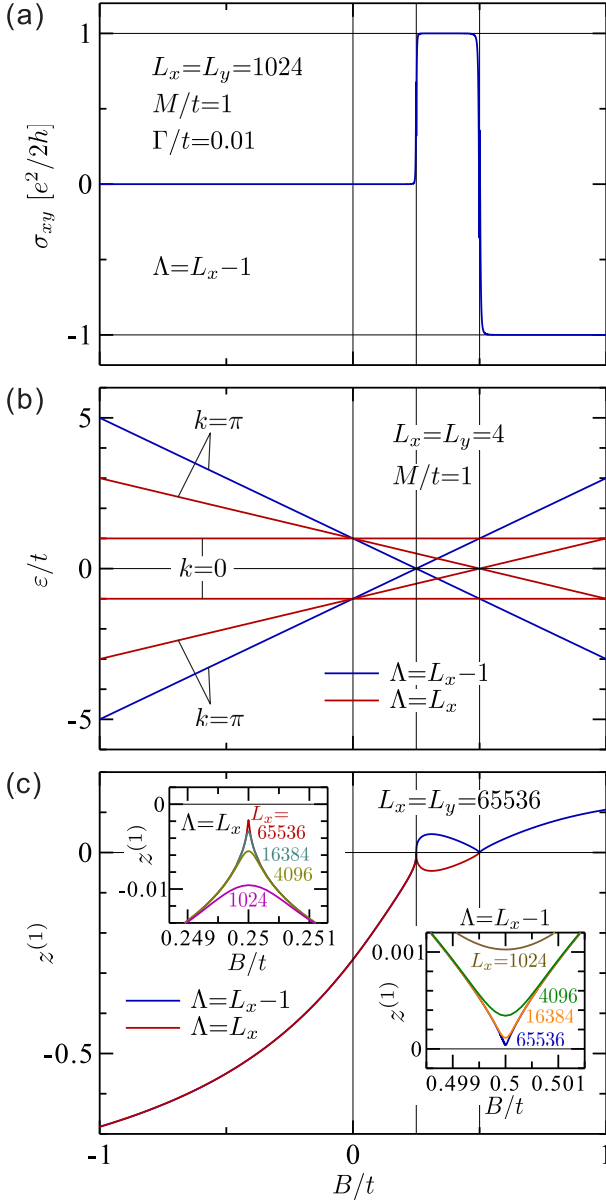 (a)
1
0
-1
σxy [e²/2h]
Lx=Ly=1024
M/t=1
Γ/t=0.01
Λ=Lx−1
(b)
5
0
-5
ε/t
k=π
k=0
k=π
Lx=Ly=4
M/t=1
Λ=Lx−1
Λ=Lx
(c)
0
-0.5
z(1)
Lx=Ly=65536
0
-0.01
z(1)
Λ=Lx
Lx=
65536
16384
4096
1024
0.249 0.25 0.251
B/t
Λ=Lx−1
0.001
0
z(1)
Lx=1024
4096
16384
65536
0.499 0.5 0.501
B/t
Λ=Lx−1
Λ=Lx
-1 0 1
B/t